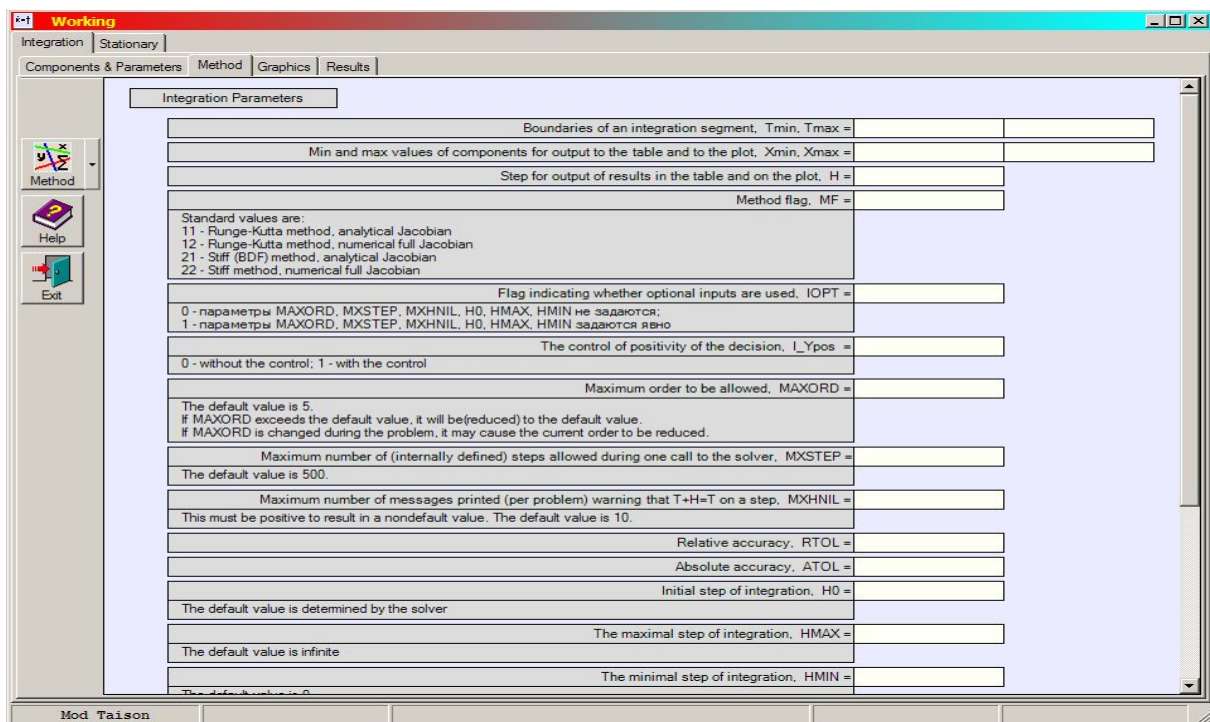 Working
Integration Stationary
Components & Parameters Method Graphics Results
Integration Parameters
Method
Help
Exit
Boundaries of an integration segment, Tmin, Tmax =
Min and max values of components for output to the table and to the plot, Xmin, Xmax =
Step for output of results in the table and on the plot, H =
Method flag, MF =
Standard values are:
11 - Runge-Kutta method, analytical Jacobian
12 - Runge-Kutta method, numerical full Jacobian
21 - Stiff (BDF) method, analytical Jacobian
22 - Stiff method, numerical full Jacobian
Flag indicating whether optional inputs are used, IOPT =
0 - параметры MAXORD, MXSTEP, MXHNIL, H0, HMAX, HMIN не задаются;
1 - параметры MAXORD, MXSTEP, MXHNIL, H0, HMAX, HMIN задаются явно
The control of positivity of the decision, I_Ypos =
0 - without the control; 1 - with the control
Maximum order to be allowed, MAXORD =
The default value is 5.
If MAXORD exceeds the default value, it will be(reduced) to the default value.
If MAXORD is changed during the problem, it may cause the current order to be reduced.
Maximum number of (internally defined) steps allowed during one call to the solver, MXSTEP =
The default value is 500.
Maximum number of messages printed (per problem) warning that T+H=T on a step, MXHNIL =
This must be positive to result in a nondefault value. The default value is 10.
Relative accuracy, RTOL =
Absolute accuracy, ATOL =
Initial step of integration, H0 =
The default value is determined by the solver
The maximal step of integration, HMAX =
The default value is infinite
The minimal step of integration, HMIN =
The default value is 0
Mod Taison